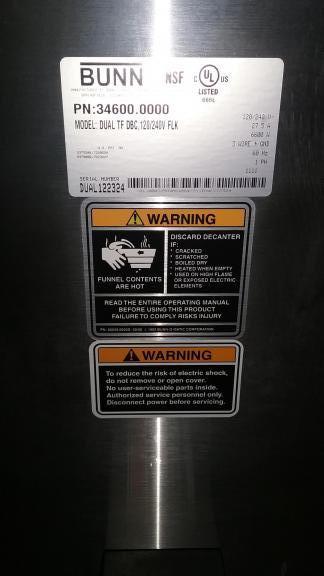 BUNN
NSF
C UL US
LISTED
PN:34600.0000
MODEL: DUAL TF DBC,120/240V FLK
120/240 V
27.5 A
6600 W
3 WIRE + GND
60 HZ
1 PH
SERIAL NUMBER
DUAL122324
WARNING
FUNNEL CONTENTS
ARE HOT
DISCARD DECANTER
IF:
• CRACKED
• SCRATCHED
• BOILED DRY
• HEATED WHEN EMPTY
• USED ON HIGH FLAME
OR EXPOSED ELECTRIC
ELEMENTS
READ THE ENTIRE OPERATING MANUAL
BEFORE USING THIS PRODUCT
FAILURE TO COMPLY RISKS INJURY
WARNING
To reduce the risk of electric shock,
do not remove or open cover.
No user-serviceable parts inside.
Authorized service personnel only.
Disconnect power before servicing.